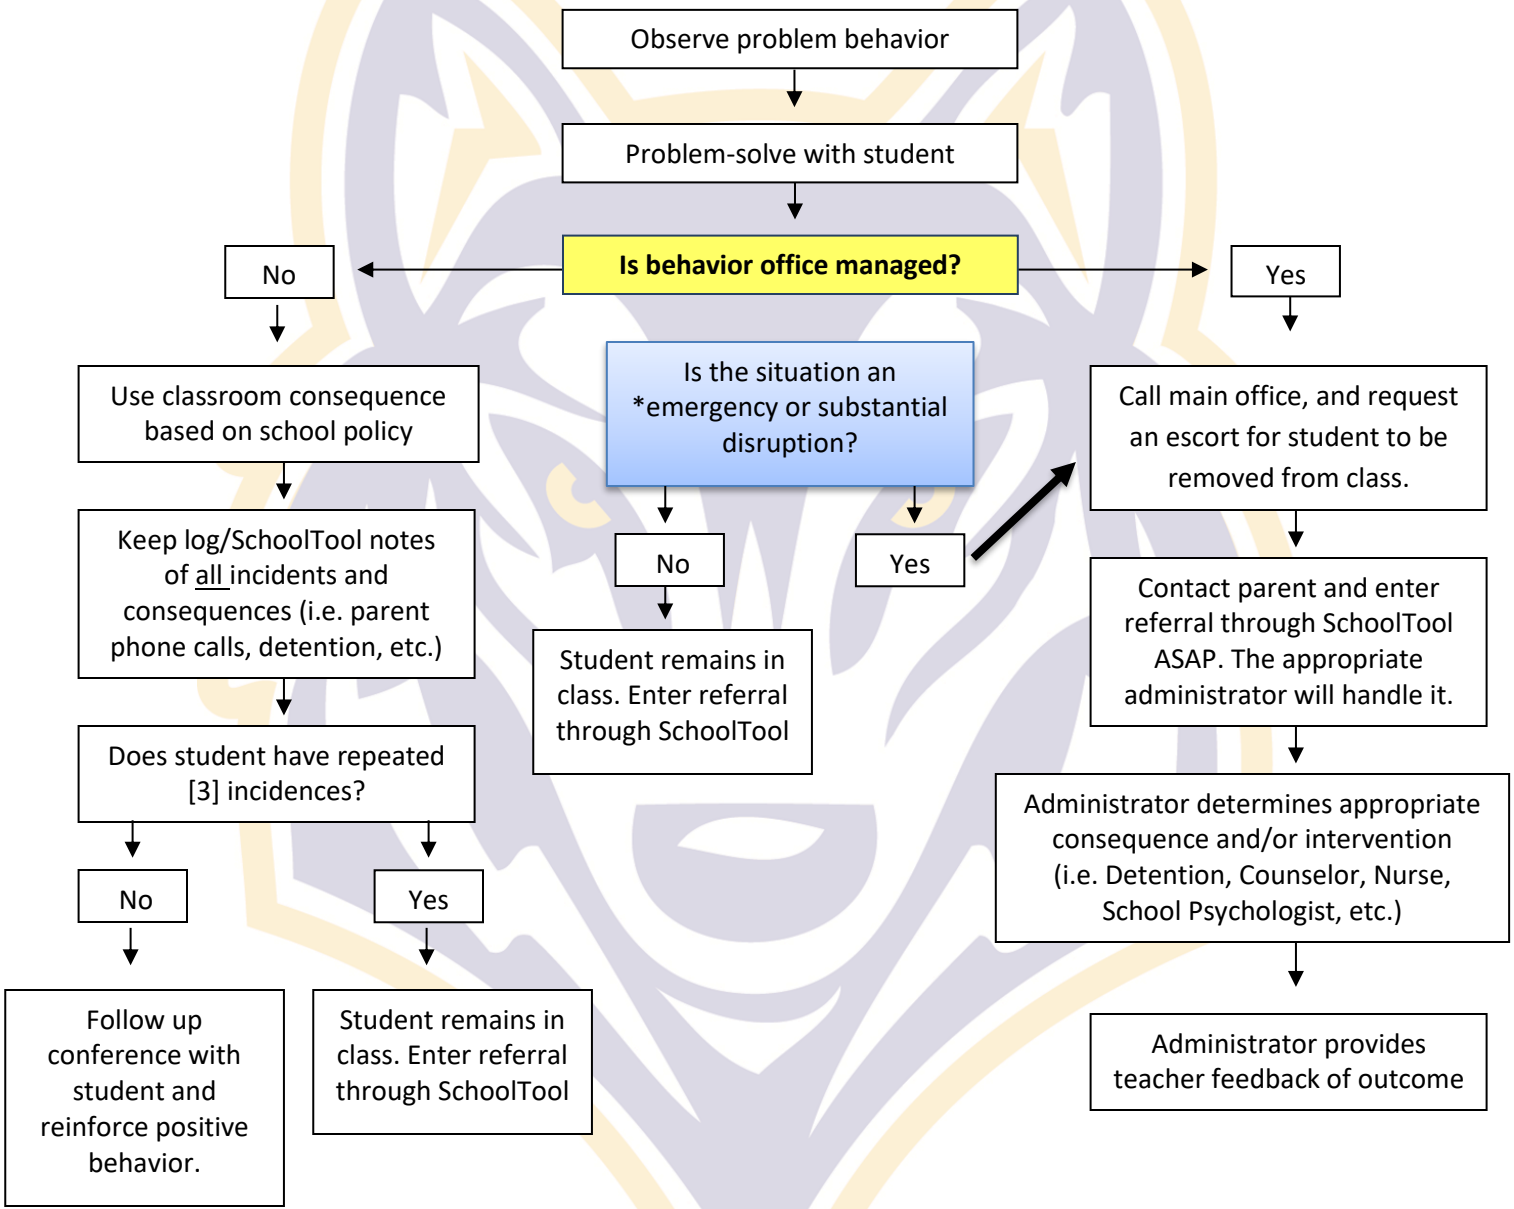 Observe problem behavior
Problem-solve with student
Is behavior office managed?
No
Yes
Use classroom consequence
based on school policy
Keep log/SchoolTool notes
of all incidents and
consequences (i.e. parent
phone calls, detention, etc.)
Does student have repeated
[3] incidences?
No
Yes
Follow up
conference with
student and
reinforce positive
behavior.
Student remains in
class. Enter referral
through SchoolTool
Is the situation an
*emergency or substantial
disruption?
No
Yes
Student remains in
class. Enter referral
through SchoolTool
Call main office, and request
an escort for student to be
removed from class.
Contact parent and enter
referral through SchoolTool
ASAP. The appropriate
administrator will handle it.
Administrator determines appropriate
consequence and/or intervention
(i.e. Detention, Counselor, Nurse,
School Psychologist, etc.)
Administrator provides
teacher feedback of outcome